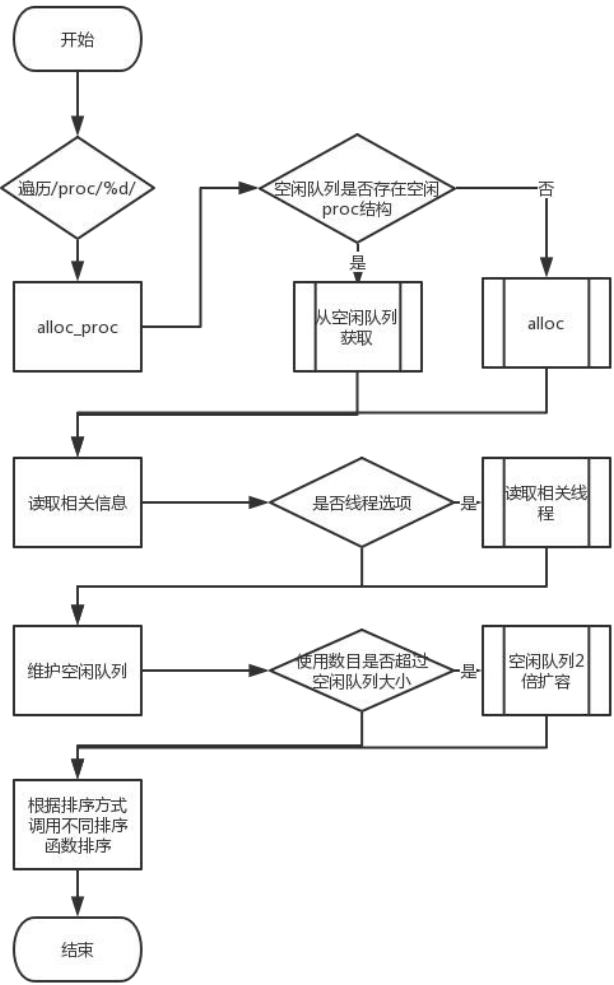 开始
遍历/proc/%d/
空闲队列是否存在空闲
proc结构
否
是
alloc_proc
从空闲队列
获取
alloc
读取相关信息
是否线程选项
是
读取相关线
程
维护空闲队列
使用数目是否超过
空闲队列大小
是
空闲队列2
倍扩容
根据排序方式
调用不同排序
函数排序
结束